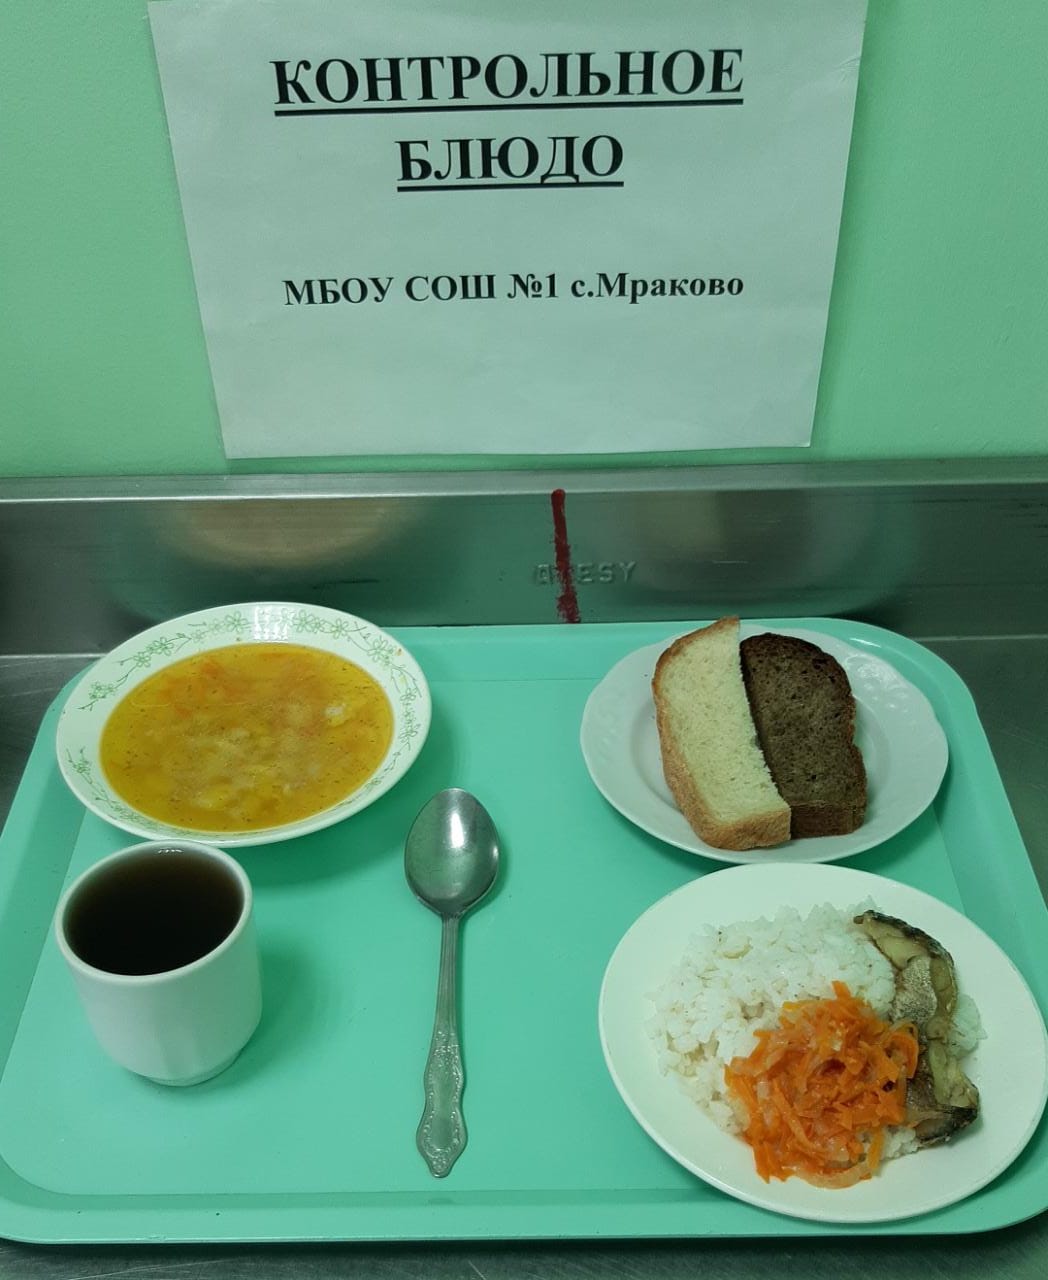 КОНТРОЛЬНОЕ
БЛЮДО
МБОУ СОШ №1 с.Мраково